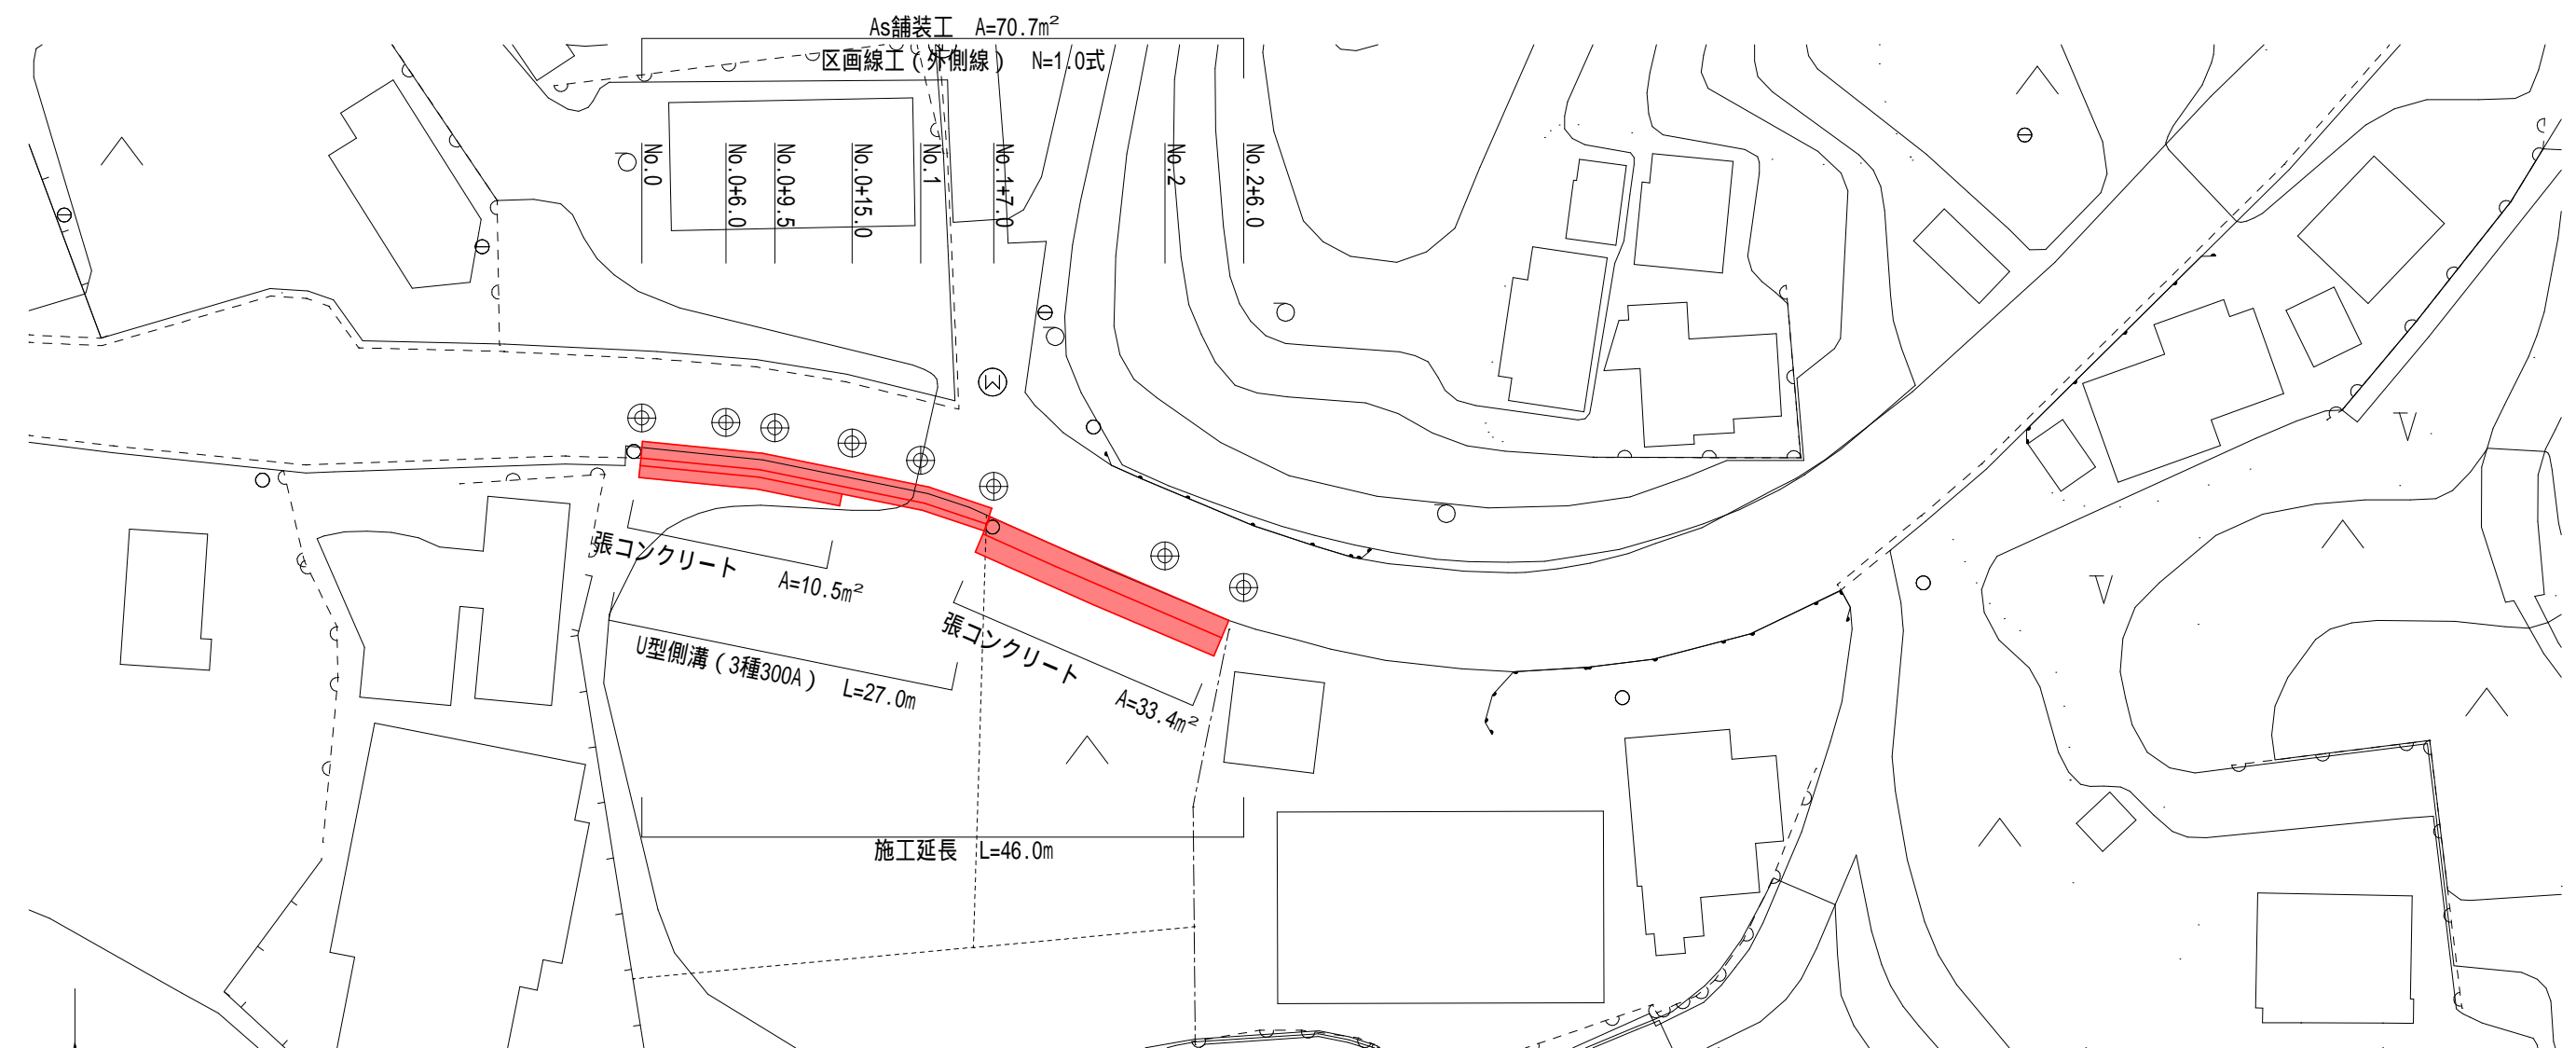 As舗装工　A=70.7m²
区画線工（外側線）　N=1.0式
No.0
No.0+6.0
No.0+9.5
No.0+15.0
No.1
No.1+7.0
No.2
No.2+6.0
張コンクリート　A=10.5m²
U型側溝（3種300A）　L=27.0m
張コンクリート　A=33.4m²
施工延長　L=46.0m